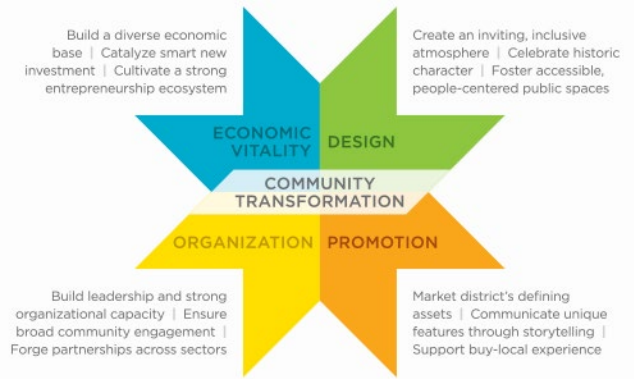 Build a diverse economic
base | Catalyze smart new
investment | Cultivate a strong
entrepreneurship ecosystem
Create an inviting, inclusive
atmosphere | Celebrate historic
character | Foster accessible,
people-centered public spaces
ECONOMIC
VITALITY
DESIGN
COMMUNITY
TRANSFORMATION
ORGANIZATION
PROMOTION
Build leadership and strong
organizational capacity | Ensure
broad community engagement |
Forge partnerships across sectors
Market district's defining
assets | Communicate unique
features through storytelling |
Support buy-local experience